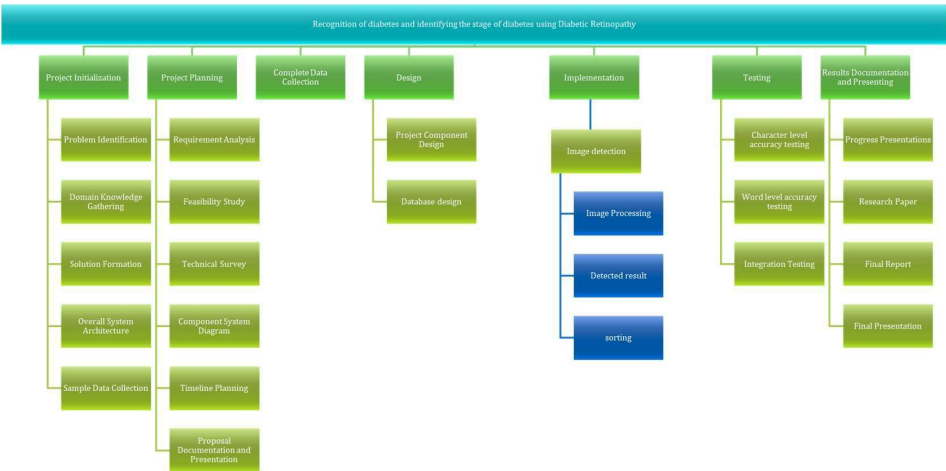 Recognition of diabetes and identifying the stage of diabetes using Diabetic Retinopathy
Project Initialization
Project Planning
Complete Data
Collection
Design
Implementation
Testing
Results Documentation
and Presenting
Problem Identification
Domain Knowledge
Gathering
Solution Formation
Overall System
Architecture
Sample Data Collection
Requirement Analysis
Feasibility Study
Technical Survey
Component System
Diagram
Timeline Planning
Proposal
Documentation and
Presentation
Project Component
Design
Database design
Image detection
Image Processing
Detected result
sorting
Character level
accuracy testing
Word level accuracy
testing
Integration Testing
Progress Presentations
Research Paper
Final Report
Final Presentation